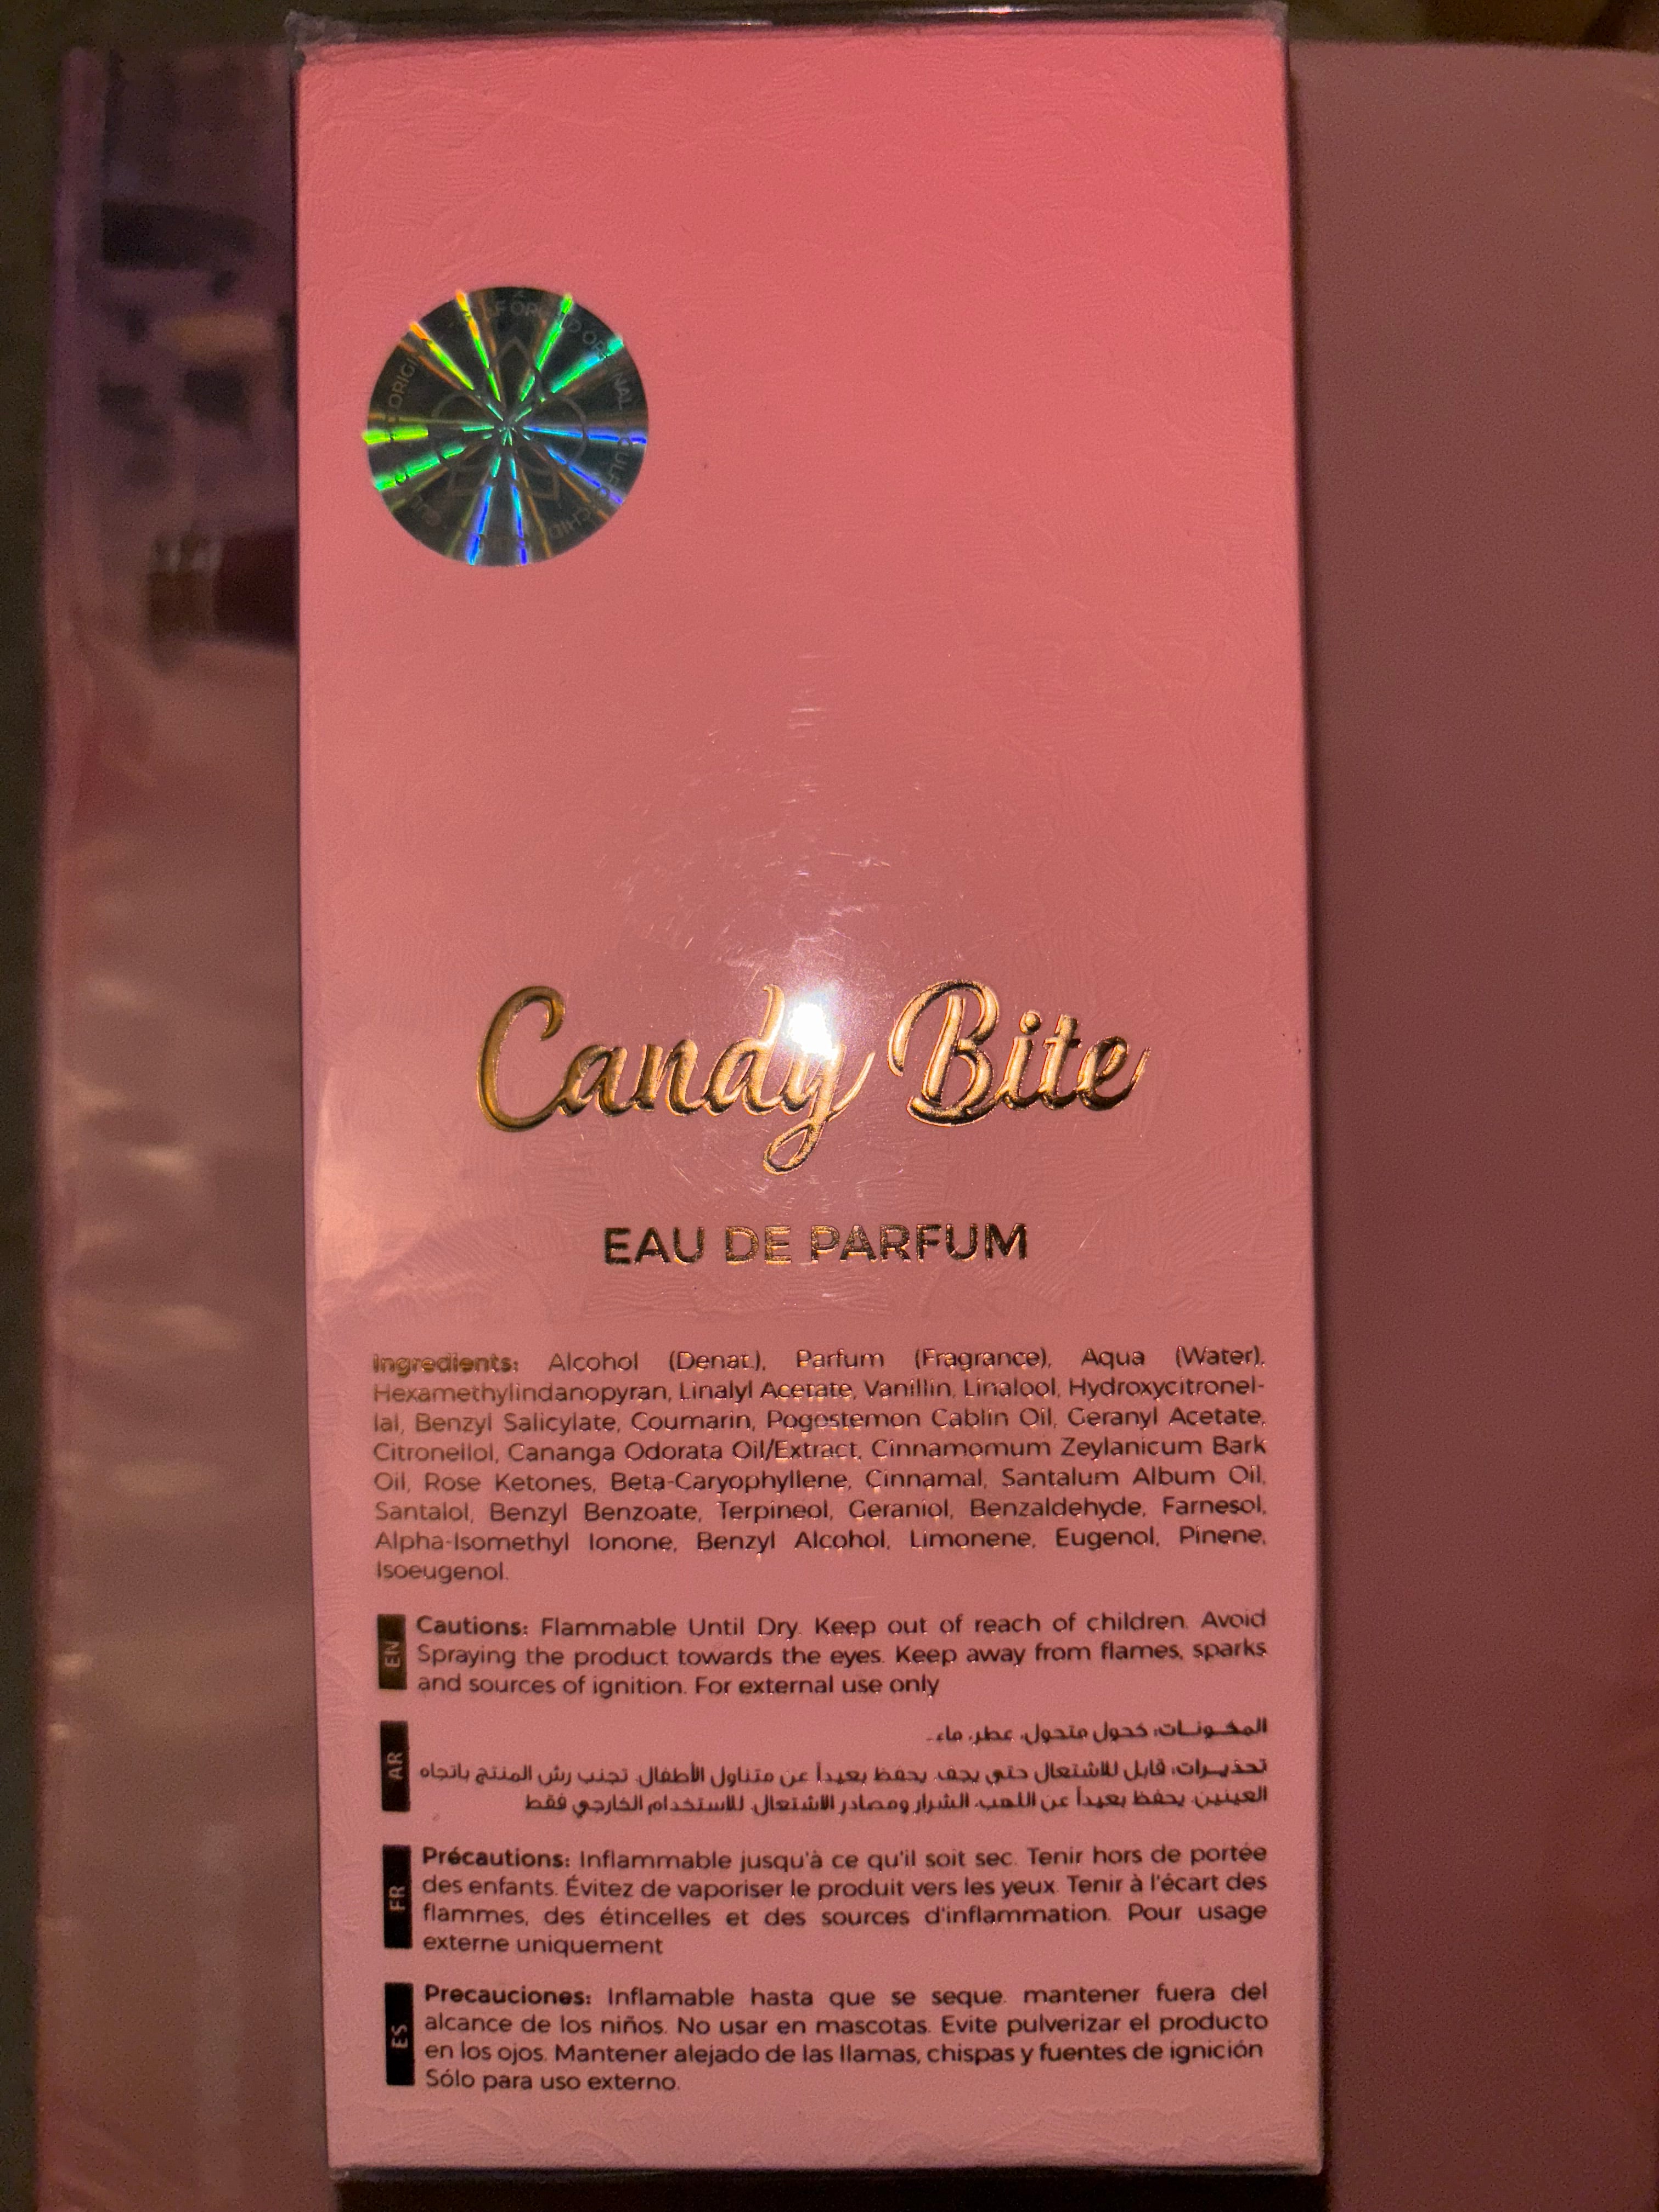 GULF ORCHID ORIGINAL
Candy Bite
EAU DE PARFUM
Ingredients: Alcohol (Denat.), Parfum (Fragrance), Aqua (Water),
Hexamethylindanopyran, Linalyl Acetate, Vanillin, Linalool, Hydroxycitronel-
lal, Benzyl Salicylate, Coumarin, Pogostemon Cablin Oil, Geranyl Acetate,
Citronellol, Cananga Odorata Oil/Extract, Cinnamomum Zeylanicum Bark
Oil, Rose Ketones, Beta-Caryophyllene, Cinnamal, Santalum Album Oil,
Santalol, Benzyl Benzoate, Terpineol, Geraniol, Benzaldehyde, Farnesol,
Alpha-Isomethyl Ionone, Benzyl Alcohol, Limonene, Eugenol, Pinene,
Isoeugenol.
EN
Cautions: Flammable Until Dry. Keep out of reach of children. Avoid
Spraying the product towards the eyes. Keep away from flames, sparks
and sources of ignition. For external use only
AR
المكونات: كحول متحول، عطر، ماء.
تحذيرات: قابل للاشتعال حتى يجف. يحفظ بعيداً عن متناول الأطفال. تجنب رش المنتج باتجاه
العينين. يحفظ بعيداً عن اللهب، الشرار ومصادر الاشتعال. للاستخدام الخارجي فقط
FR
Précautions: Inflammable jusqu'à ce qu'il soit sec. Tenir hors de portée
des enfants. Évitez de vaporiser le produit vers les yeux. Tenir à l'écart des
flammes, des étincelles et des sources d'inflammation. Pour usage
externe uniquement
ES
Precauciones: Inflamable hasta que se seque. mantener fuera del
alcance de los niños. No usar en mascotas. Evite pulverizar el producto
en los ojos. Mantener alejado de las llamas, chispas y fuentes de ignición
Sólo para uso externo.